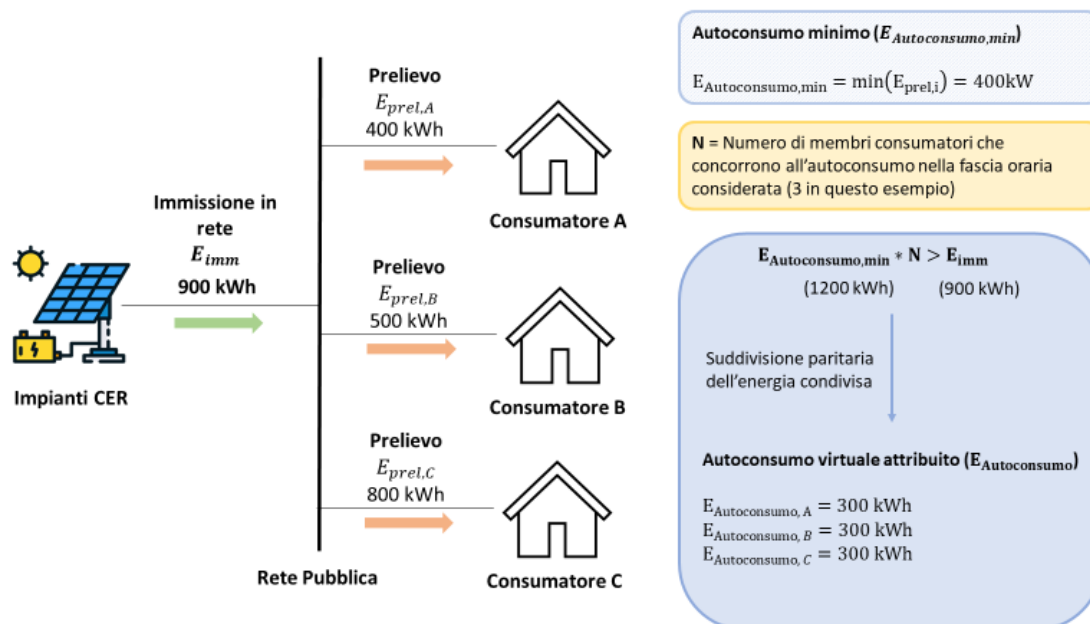 Impianti CER
Immissione in
rete
E_imm
900 kWh
Rete Pubblica
Prelievo
E_prel,A
400 kWh
Consumatore A
Prelievo
E_prel,B
500 kWh
Consumatore B
Prelievo
E_prel,C
800 kWh
Consumatore C
Autoconsumo minimo (E_Autoconsumo,min)
E_Autoconsumo,min = min(E_prel,i) = 400kW
N = Numero di membri consumatori che
concorrono all'autoconsumo nella fascia oraria
considerata (3 in questo esempio)
E_Autoconsumo,min * N > E_imm
(1200 kWh) (900 kWh)
Suddivisione paritaria
dell'energia condivisa
Autoconsumo virtuale attribuito (E_Autoconsumo)
E_Autoconsumo, A = 300 kWh
E_Autoconsumo, B = 300 kWh
E_Autoconsumo, C = 300 kWh